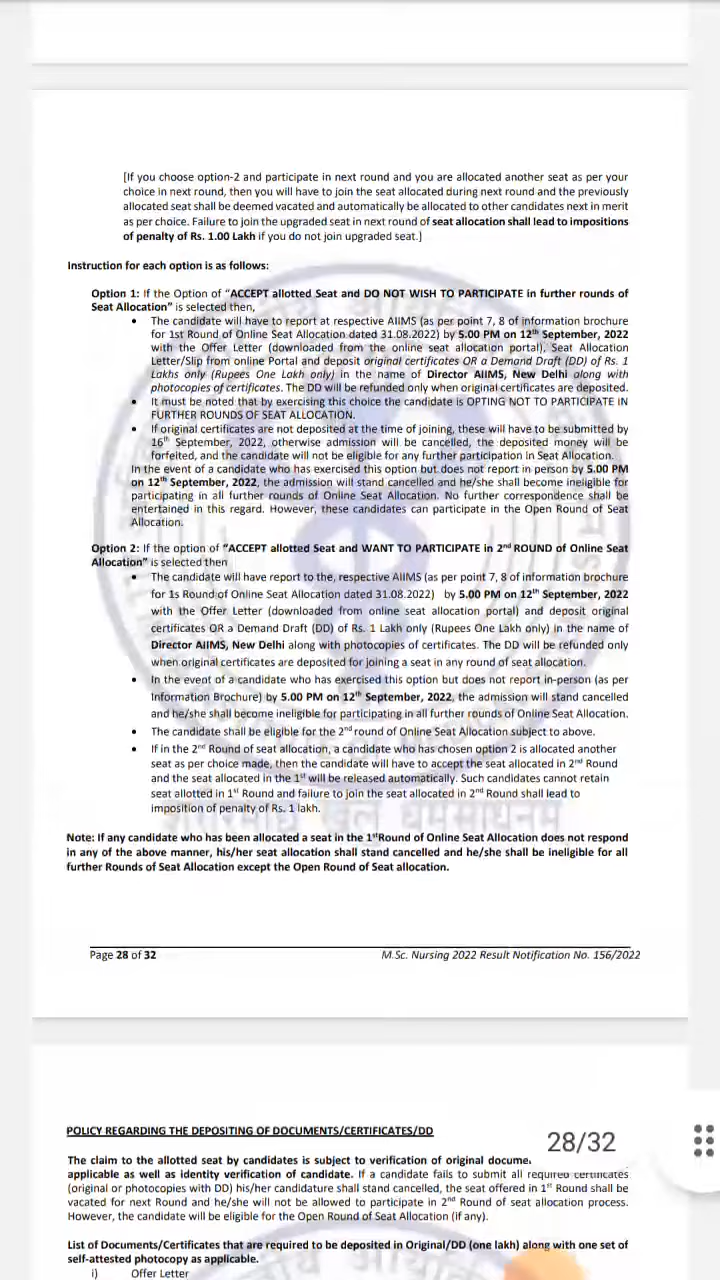 [If you choose option-2 and participate in next round and you are allocated another seat as per your
choice in next round, then you will have to join the seat allocated during next round and the previously
allocated seat shall be deemed vacated and automatically be allocated to other candidates next in merit
as per choice. Failure to join the upgraded seat in next round of seat allocation shall lead to impositions
of penalty of Rs. 1.00 Lakh if you do not join upgraded seat.]
Instruction for each option is as follows:
Option 1: If the Option of “ACCEPT allotted Seat and DO NOT WISH TO PARTICIPATE in further rounds of
Seat Allocation” is selected then,
• The candidate will have to report at respective AIIMS (as per point 7, 8 of information brochure
for 1st Round of Online Seat Allocation dated 31.08.2022) by 5.00 PM on 12th September, 2022
with the Offer Letter (downloaded from the online seat allocation portal), Seat Allocation
Letter/Slip from online Portal and deposit original certificates OR a Demand Draft (DD) of Rs. 1
Lakhs only (Rupees One Lakh only) in the name of Director AIIMS, New Delhi along with
photocopies of certificates. The DD will be refunded only when original certificates are deposited.
• It must be noted that by exercising this choice the candidate is OPTING NOT TO PARTICIPATE IN
FURTHER ROUNDS OF SEAT ALLOCATION.
• If original certificates are not deposited at the time of joining, these will have to be submitted by
16th September, 2022, otherwise admission will be cancelled, the deposited money will be
forfeited, and the candidate will not be eligible for any further participation in Seat Allocation.
In the event of a candidate who has exercised this option but does not report in person by 5.00 PM
on 12th September, 2022, the admission will stand cancelled and he/she shall become ineligible for
participating in all further rounds of Online Seat Allocation. No further correspondence shall be
entertained in this regard. However, these candidates can participate in the Open Round of Seat
Allocation.
Option 2: If the option of “ACCEPT allotted Seat and WANT TO PARTICIPATE in 2nd ROUND of Online Seat
Allocation” is selected then
• The candidate will have report to the, respective AIIMS (as per point 7, 8 of information brochure
for 1s Round of Online Seat Allocation dated 31.08.2022) by 5.00 PM on 12th September, 2022
with the Offer Letter (downloaded from online seat allocation portal) and deposit original
certificates OR a Demand Draft (DD) of Rs. 1 Lakh only (Rupees One Lakh only) in the name of
Director AIIMS, New Delhi along with photocopies of certificates. The DD will be refunded only
when original certificates are deposited for joining a seat in any round of seat allocation.
• In the event of a candidate who has exercised this option but does not report in-person (as per
Information Brochure) by 5.00 PM on 12th September, 2022, the admission will stand cancelled
and he/she shall become ineligible for participating in all further rounds of Online Seat Allocation.
• The candidate shall be eligible for the 2nd round of Online Seat Allocation subject to above.
• If in the 2nd Round of seat allocation, a candidate who has chosen option 2 is allocated another
seat as per choice made, then the candidate will have to accept the seat allocated in 2nd Round
and the seat allocated in the 1st will be released automatically. Such candidates cannot retain
seat allotted in 1st Round and failure to join the seat allocated in 2nd Round shall lead to
imposition of penalty of Rs. 1 lakh.
Note: If any candidate who has been allocated a seat in the 1st Round of Online Seat Allocation does not respond
in any of the above manner, his/her seat allocation shall stand cancelled and he/she shall be ineligible for all
further Rounds of Seat Allocation except the Open Round of Seat allocation.
Page 28 of 32 M.Sc. Nursing 2022 Result Notification No. 156/2022
POLICY REGARDING THE DEPOSITING OF DOCUMENTS/CERTIFICATES/DD
28/32
The claim to the allotted seat by candidates is subject to verification of original docume
applicable as well as identity verification of candidate. If a candidate fails to submit all required certificates
(original or photocopies with DD) his/her candidature shall stand cancelled, the seat offered in 1st Round shall be
vacated for next Round and he/she will not be allowed to participate in 2nd Round of seat allocation process.
However, the candidate will be eligible for the Open Round of Seat Allocation (if any).
List of Documents/Certificates that are required to be deposited in Original/DD (one lakh) along with one set of
self-attested photocopy as applicable.
i) Offer Letter